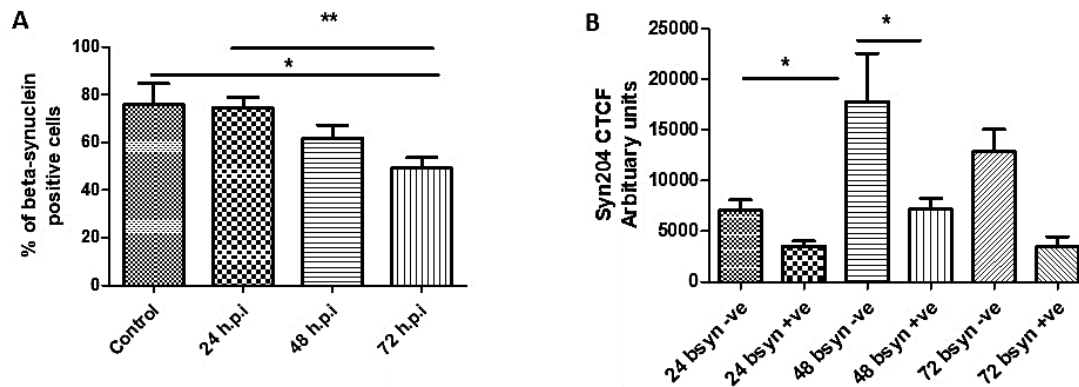 A
% of beta-synuclein
positive cells
100
80
60
40
20
0
**
*
Control
24 h.p.i
48 h.p.i
72 h.p.i
B
Syn204 CTCF
Arbituary units
25000
20000
15000
10000
5000
0
*
*
24 bsyn -ve
24 bsyn +ve
48 bsyn -ve
48 bsyn +ve
72 bsyn -ve
72 bsyn +ve